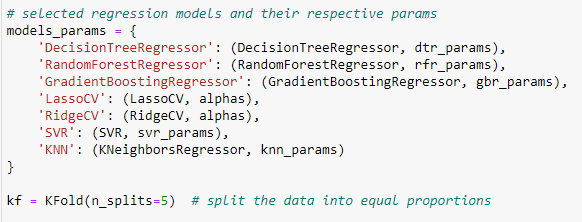 # selected regression models and their respective params
models_params = {
    'DecisionTreeRegressor': (DecisionTreeRegressor, dtr_params),
    'RandomForestRegressor': (RandomForestRegressor, rfr_params),
    'GradientBoostingRegressor': (GradientBoostingRegressor, gbr_params),
    'LassoCV': (LassoCV, alphas),
    'RidgeCV': (RidgeCV, alphas),
    'SVR': (SVR, svr_params),
    'KNN': (KNeighborsRegressor, knn_params)
}
kf = KFold(n_splits=5)  # split the data into equal proportions